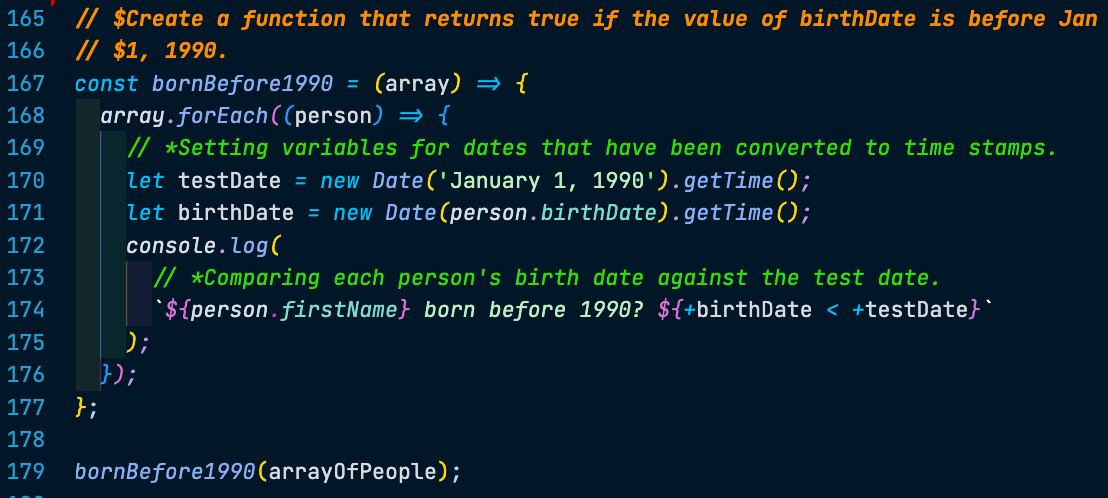 165 // $Create a function that returns true if the value of birthDate is before Jan
166 // $1, 1990.
167 const bornBefore1990 = (array) => {
168   array.forEach((person) => {
169     // *Setting variables for dates that have been converted to time stamps.
170     let testDate = new Date('January 1, 1990').getTime();
171     let birthDate = new Date(person.birthDate).getTime();
172     console.log(
173       // *Comparing each person's birth date against the test date.
174       `${person.firstName} born before 1990? ${+birthDate < +testDate}`
175     );
176   });
177 };
178
179 bornBefore1990(arrayOfPeople);